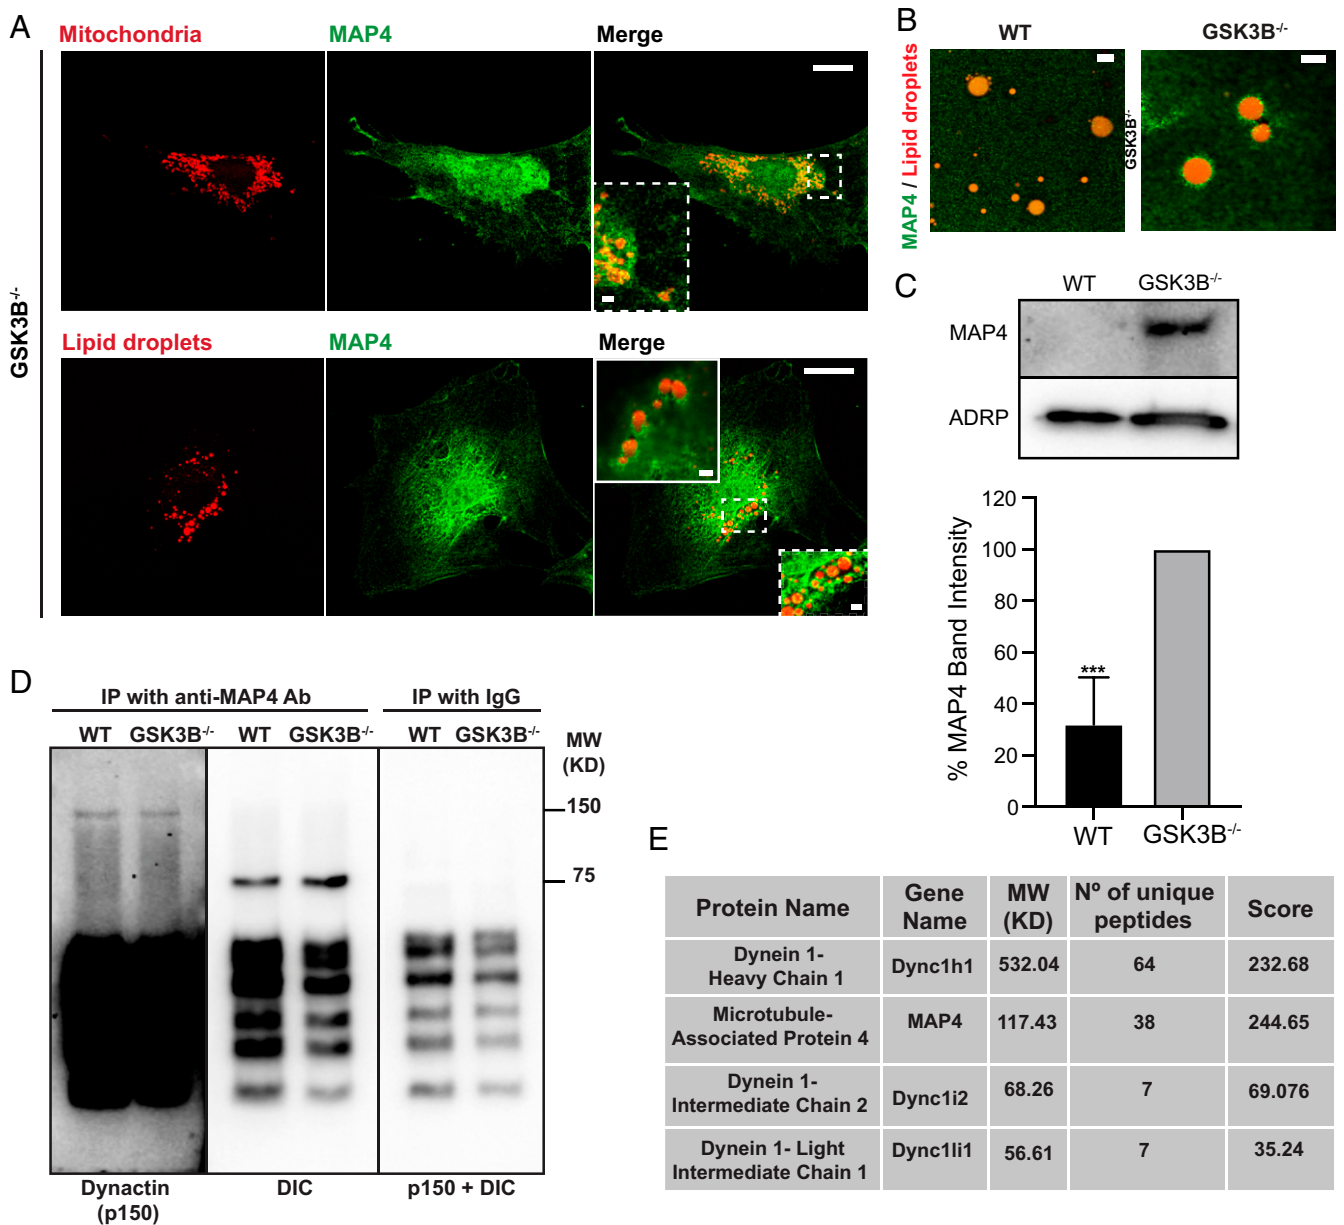 A
Mitochondria MAP4 Merge
GSK3B-/-
Lipid droplets MAP4 Merge
B
WT GSK3B-/-
MAP4 / Lipid droplets
GSK3B-/-
C
WT GSK3B-/-
MAP4
ADRP
% MAP4 Band Intensity
120
100
80
60
40
20
0
***
WT GSK3B-/-
D
IP with anti-MAP4 Ab IP with IgG
WT GSK3B-/- WT GSK3B-/- WT GSK3B-/- MW
(KD)
150
75
Dynactin DIC p150 + DIC
(p150)
E
Protein Name Gene Name MW (KD) Nº of unique peptides Score
Dynein 1-
Heavy Chain 1 Dync1h1 532.04 64 232.68
Microtubule-
Associated Protein 4 MAP4 117.43 38 244.65
Dynein 1-
Intermediate Chain 2 Dync1i2 68.26 7 69.076
Dynein 1- Light
Intermediate Chain 1 Dync1li1 56.61 7 35.24